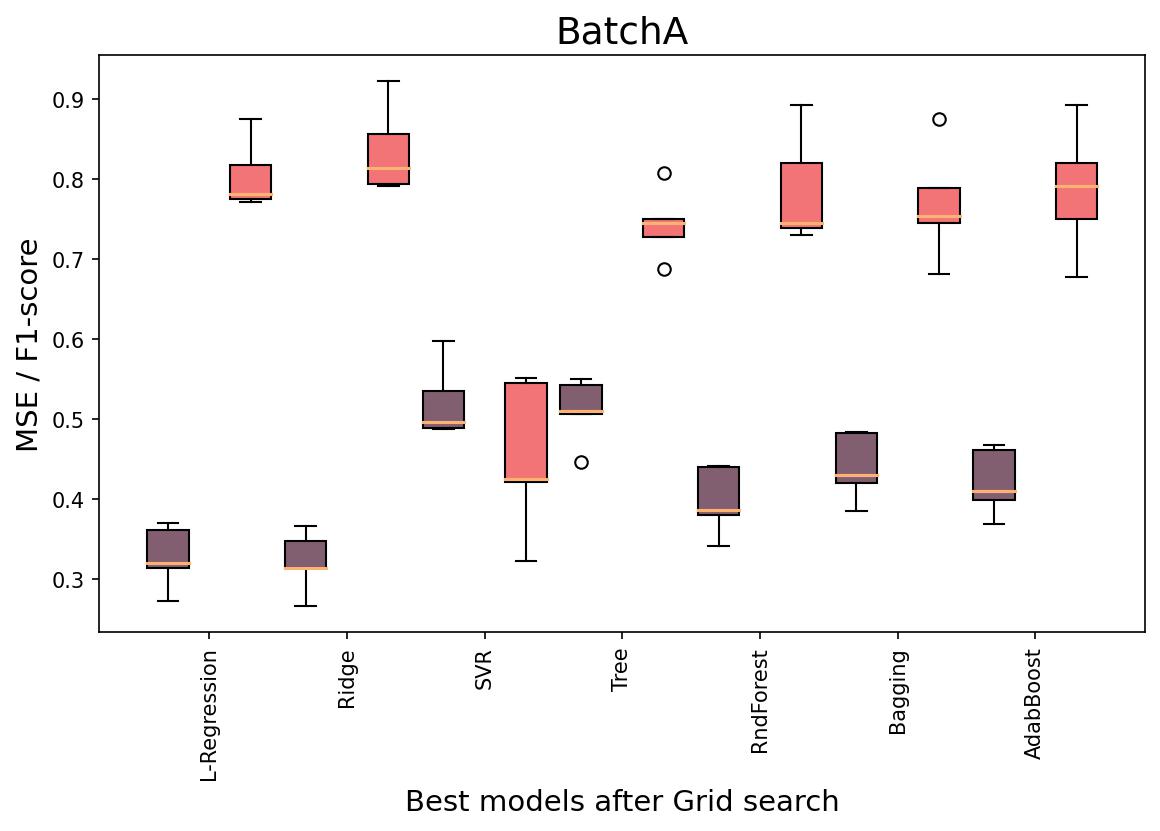 BatchA
MSE / F1-score
0.9
0.8
0.7
0.6
0.5
0.4
0.3
L-Regression
Ridge
SVR
Tree
RndForest
Bagging
AdabBoost
Best models after Grid search